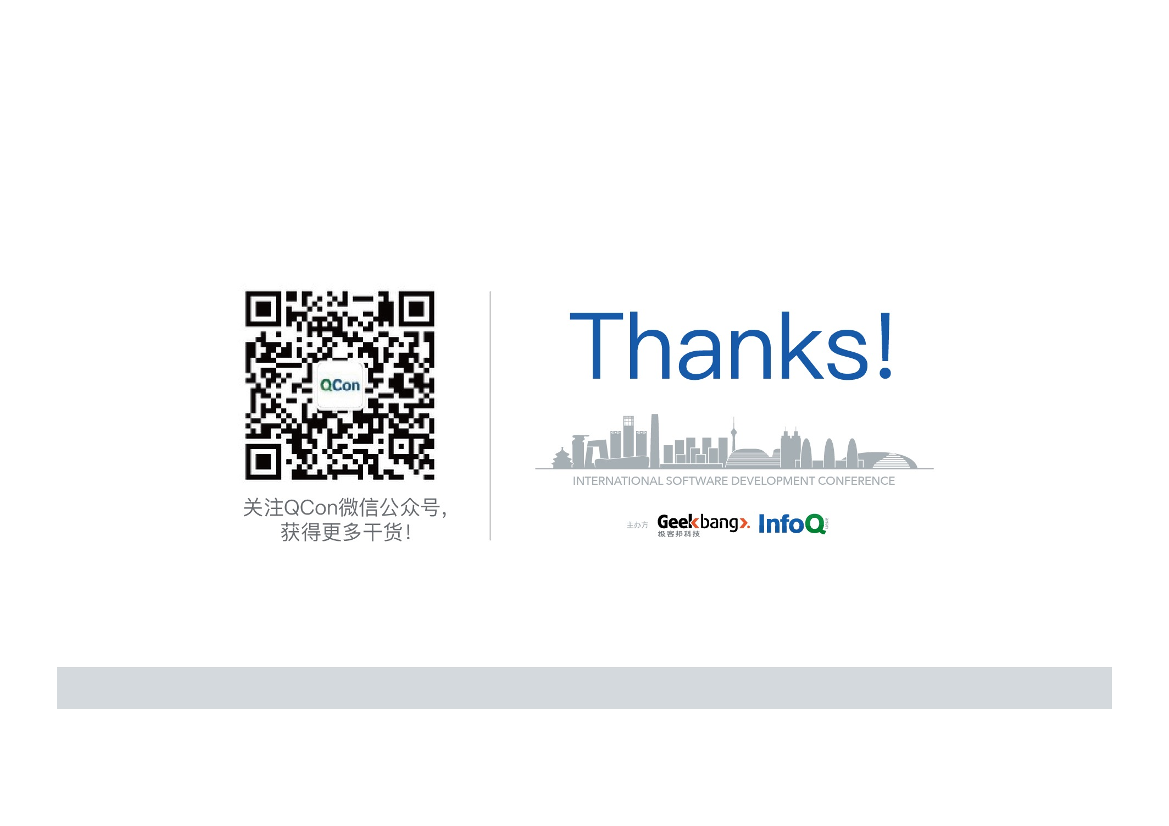 QCon
关注QCon微信公众号，
获得更多干货！
Thanks!
INTERNATIONAL SOFTWARE DEVELOPMENT CONFERENCE
主办方 Geekbang>. InfoQ
极客邦科技